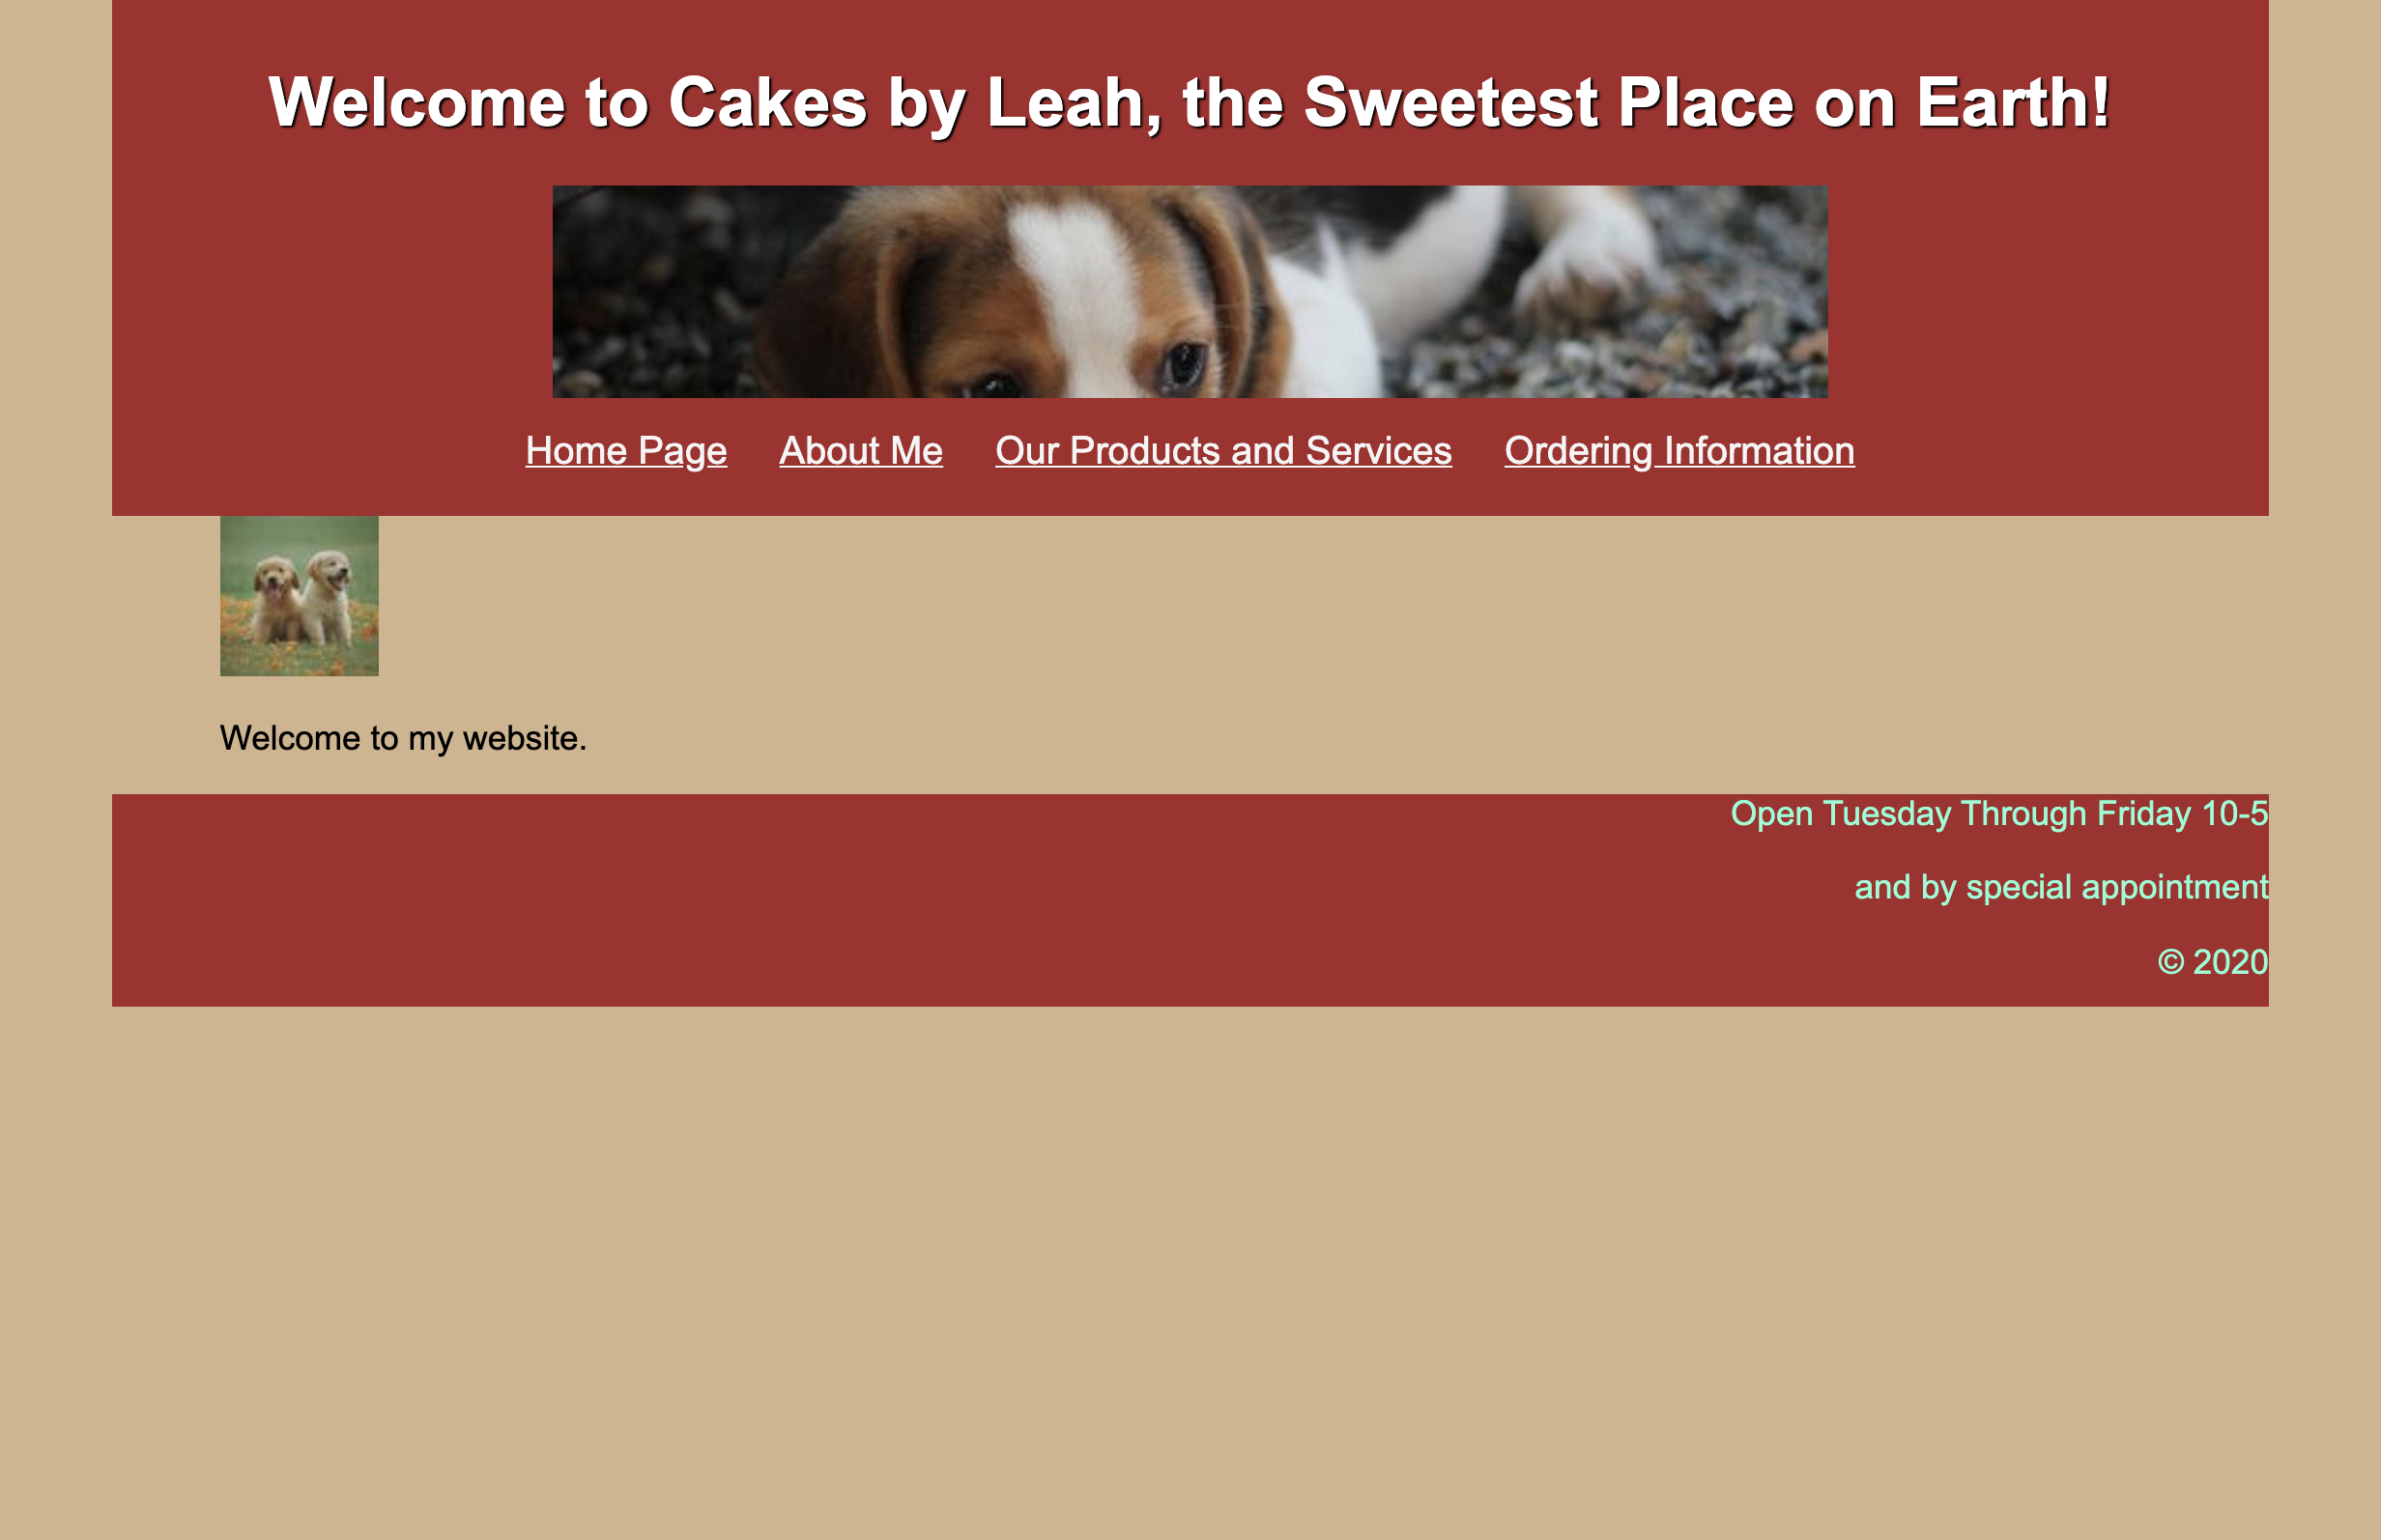 Welcome to Cakes by Leah, the Sweetest Place on Earth!
Home Page About Me Our Products and Services Ordering Information
Welcome to my website.
Open Tuesday Through Friday 10-5
and by special appointment
© 2020